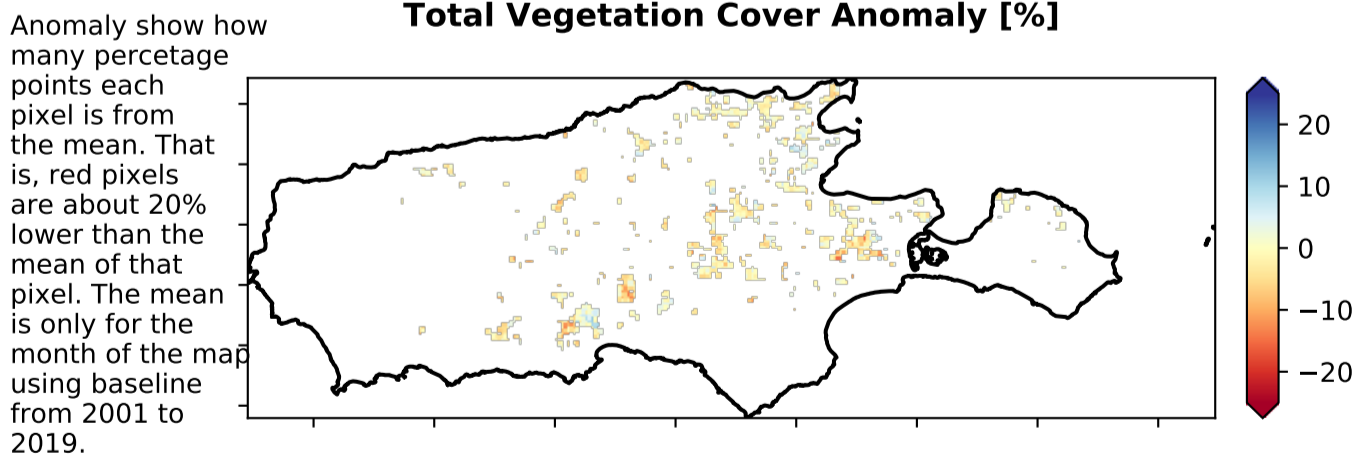 Total Vegetation Cover Anomaly [%]
Anomaly show how
many percetage
points each
pixel is from
the mean. That
is, red pixels
are about 20%
lower than the
mean of that
pixel. The mean
is only for the
month of the map
using baseline
from 2001 to
2019.
20
10
0
−10
−20